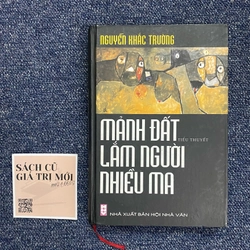 NGUYỄN KHẮC TRƯỜNG
MẢNH ĐẤT
TIỂU THUYẾT
LẮM NGƯỜI
NHIỀU MA
NHÀ XUẤT BẢN HỘI NHÀ VĂN
SÁCH CŨ
GIÁ TRỊ MỚI